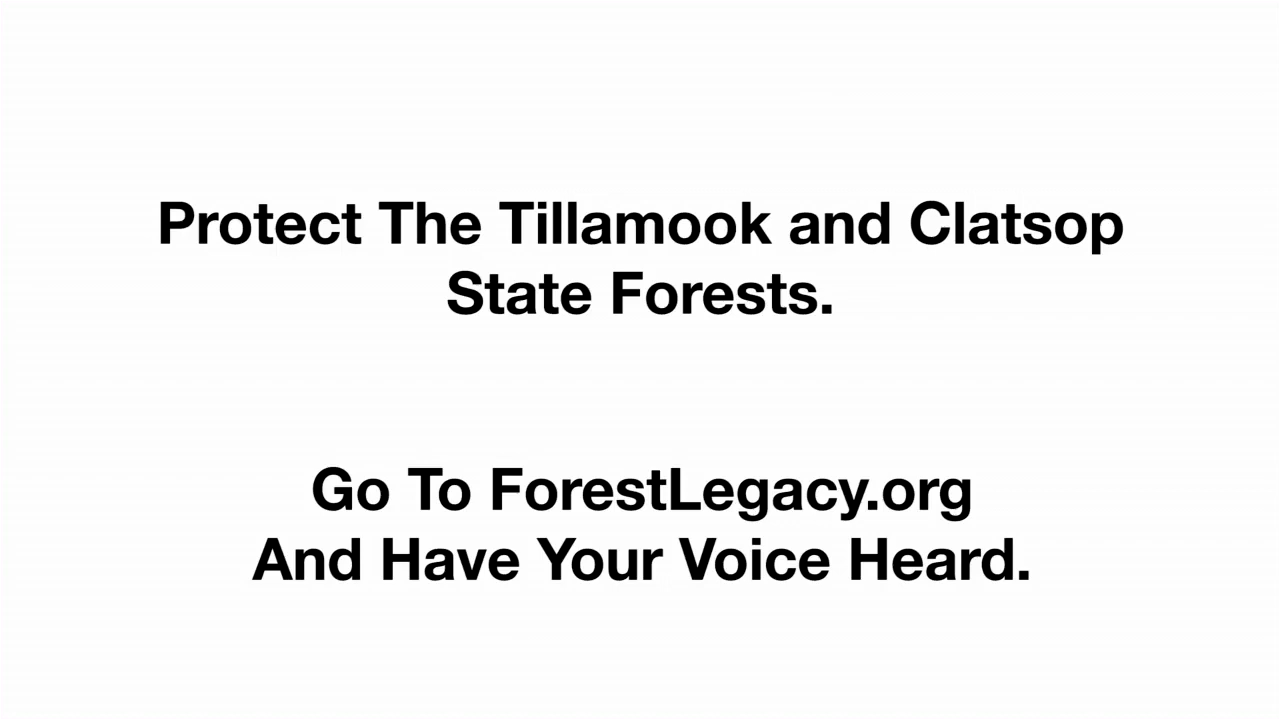 Protect The Tillamook and Clatsop
State Forests.
Go To ForestLegacy.org
And Have Your Voice Heard.